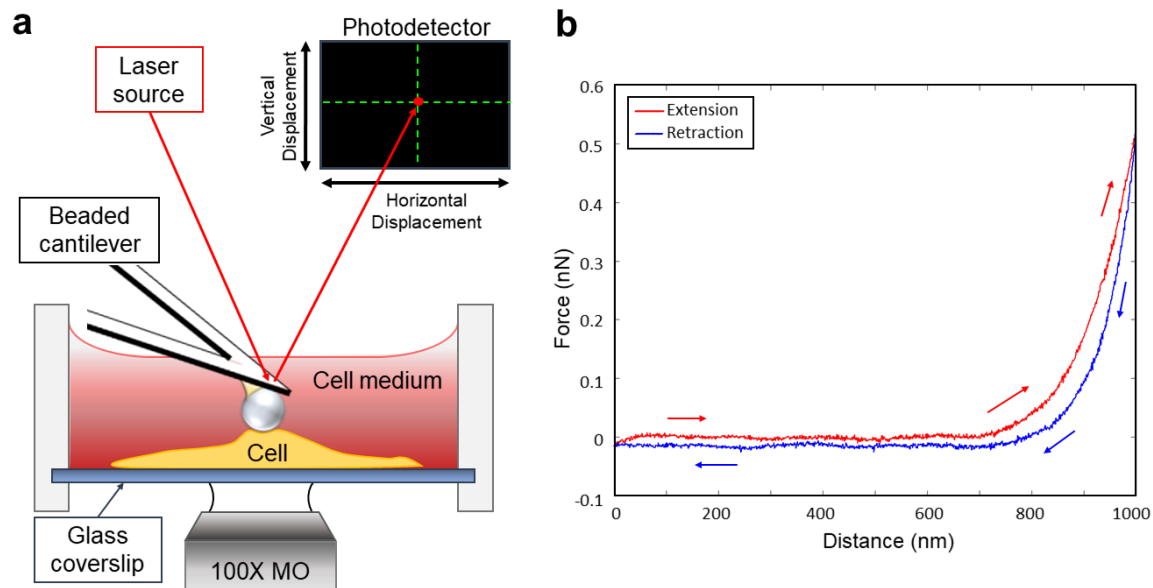 a
Photodetector
Laser
source
Vertical
Displacement
Horizontal
Displacement
Beaded
cantilever
Cell medium
Cell
Glass
coverslip
100X MO
b
Extension
Retraction
0.6
0.5
0.4
0.3
0.2
0.1
0
-0.1
Force (nN)
0
200
400
600
800
1000
Distance (nm)